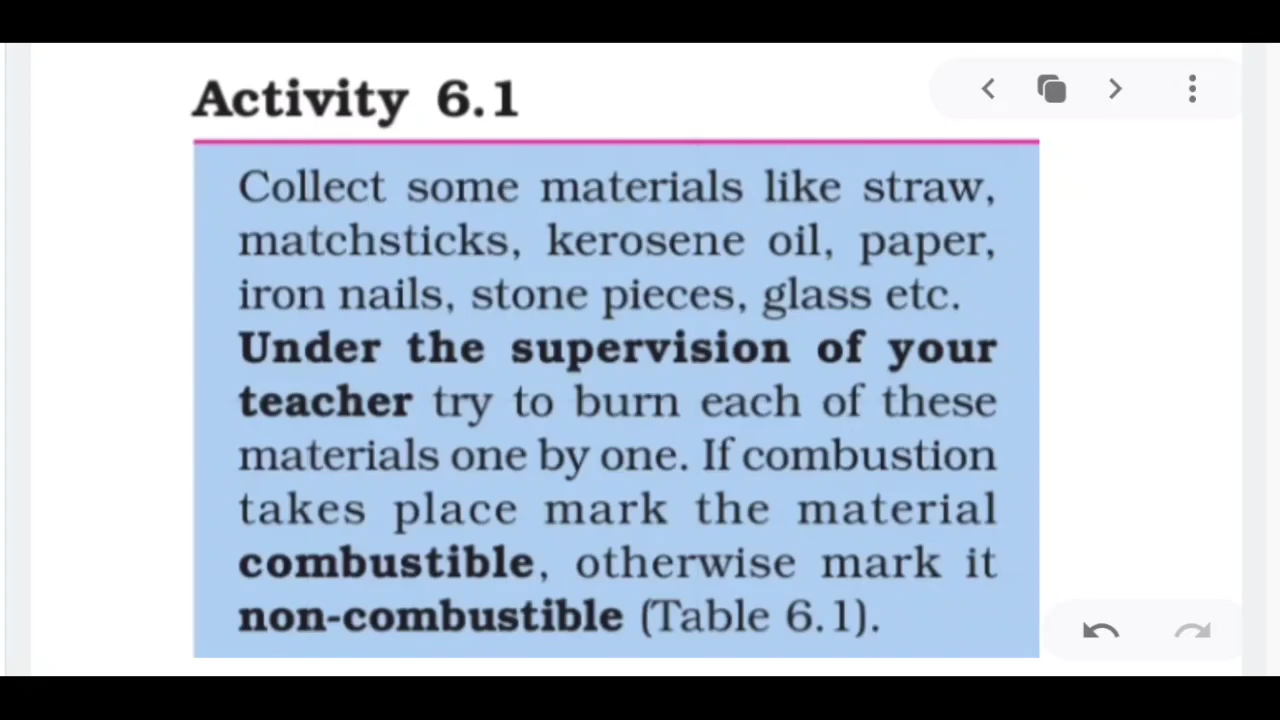 Activity 6.1
Collect some materials like straw,
matchsticks, kerosene oil, paper,
iron nails, stone pieces, glass etc.
Under the supervision of your
teacher try to burn each of these
materials one by one. If combustion
takes place mark the material
combustible, otherwise mark it
non-combustible (Table 6.1).